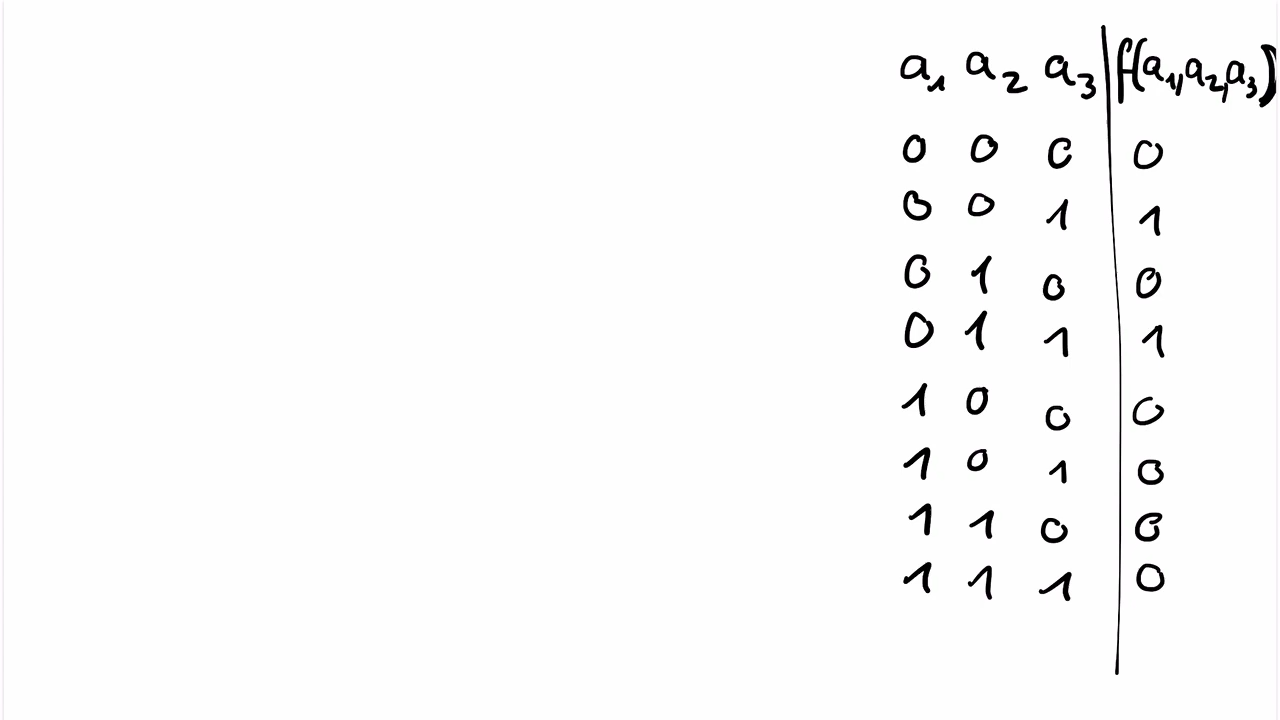 a₁ a₂ a₃ | f(a₁,a₂,a₃)
0 0 0 | 0
0 0 1 | 1
0 1 0 | 0
0 1 1 | 1
1 0 0 | 0
1 0 1 | 0
1 1 0 | 0
1 1 1 | 0